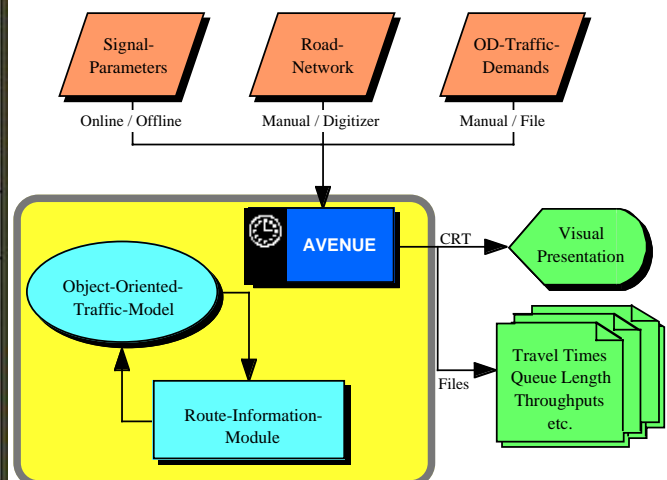 Signal-
Parameters
Road-
Network
OD-Traffic-
Demands
Online / Offline
Manual / Digitizer
Manual / File
AVENUE
CRT
Visual
Presentation
Object-Oriented-
Traffic-Model
Travel Times
Queue Length
Throughputs
etc.
Files
Route-Information-
Module